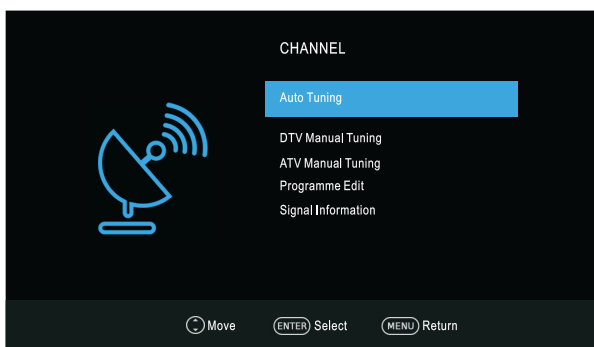 CHANNEL
Auto Tuning
DTV Manual Tuning
ATV Manual Tuning
Programme Edit
Signal Information
Move ENTER Select MENU Return